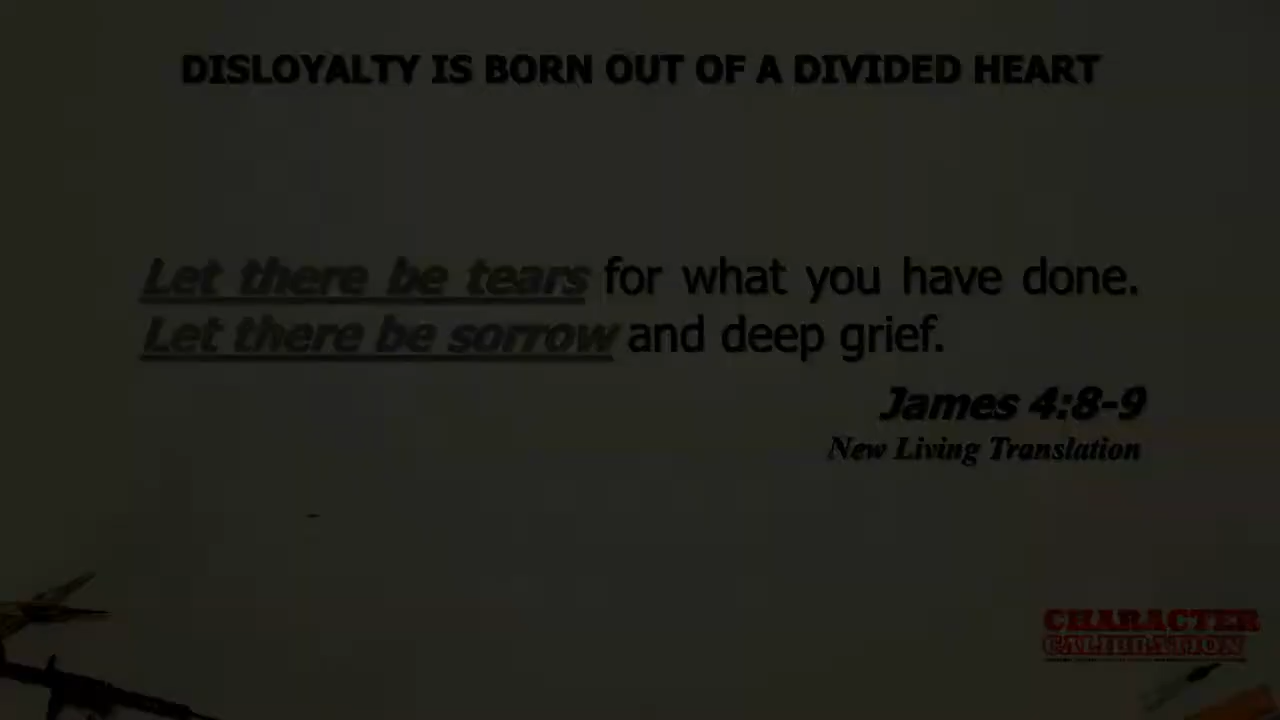 DISLOYALTY IS BORN OUT OF A DIVIDED HEART
Let there be tears for what you have done.
Let there be sorrow and deep grief.
James 4:8-9
New Living Translation
CHARACTER
CALIBRATION